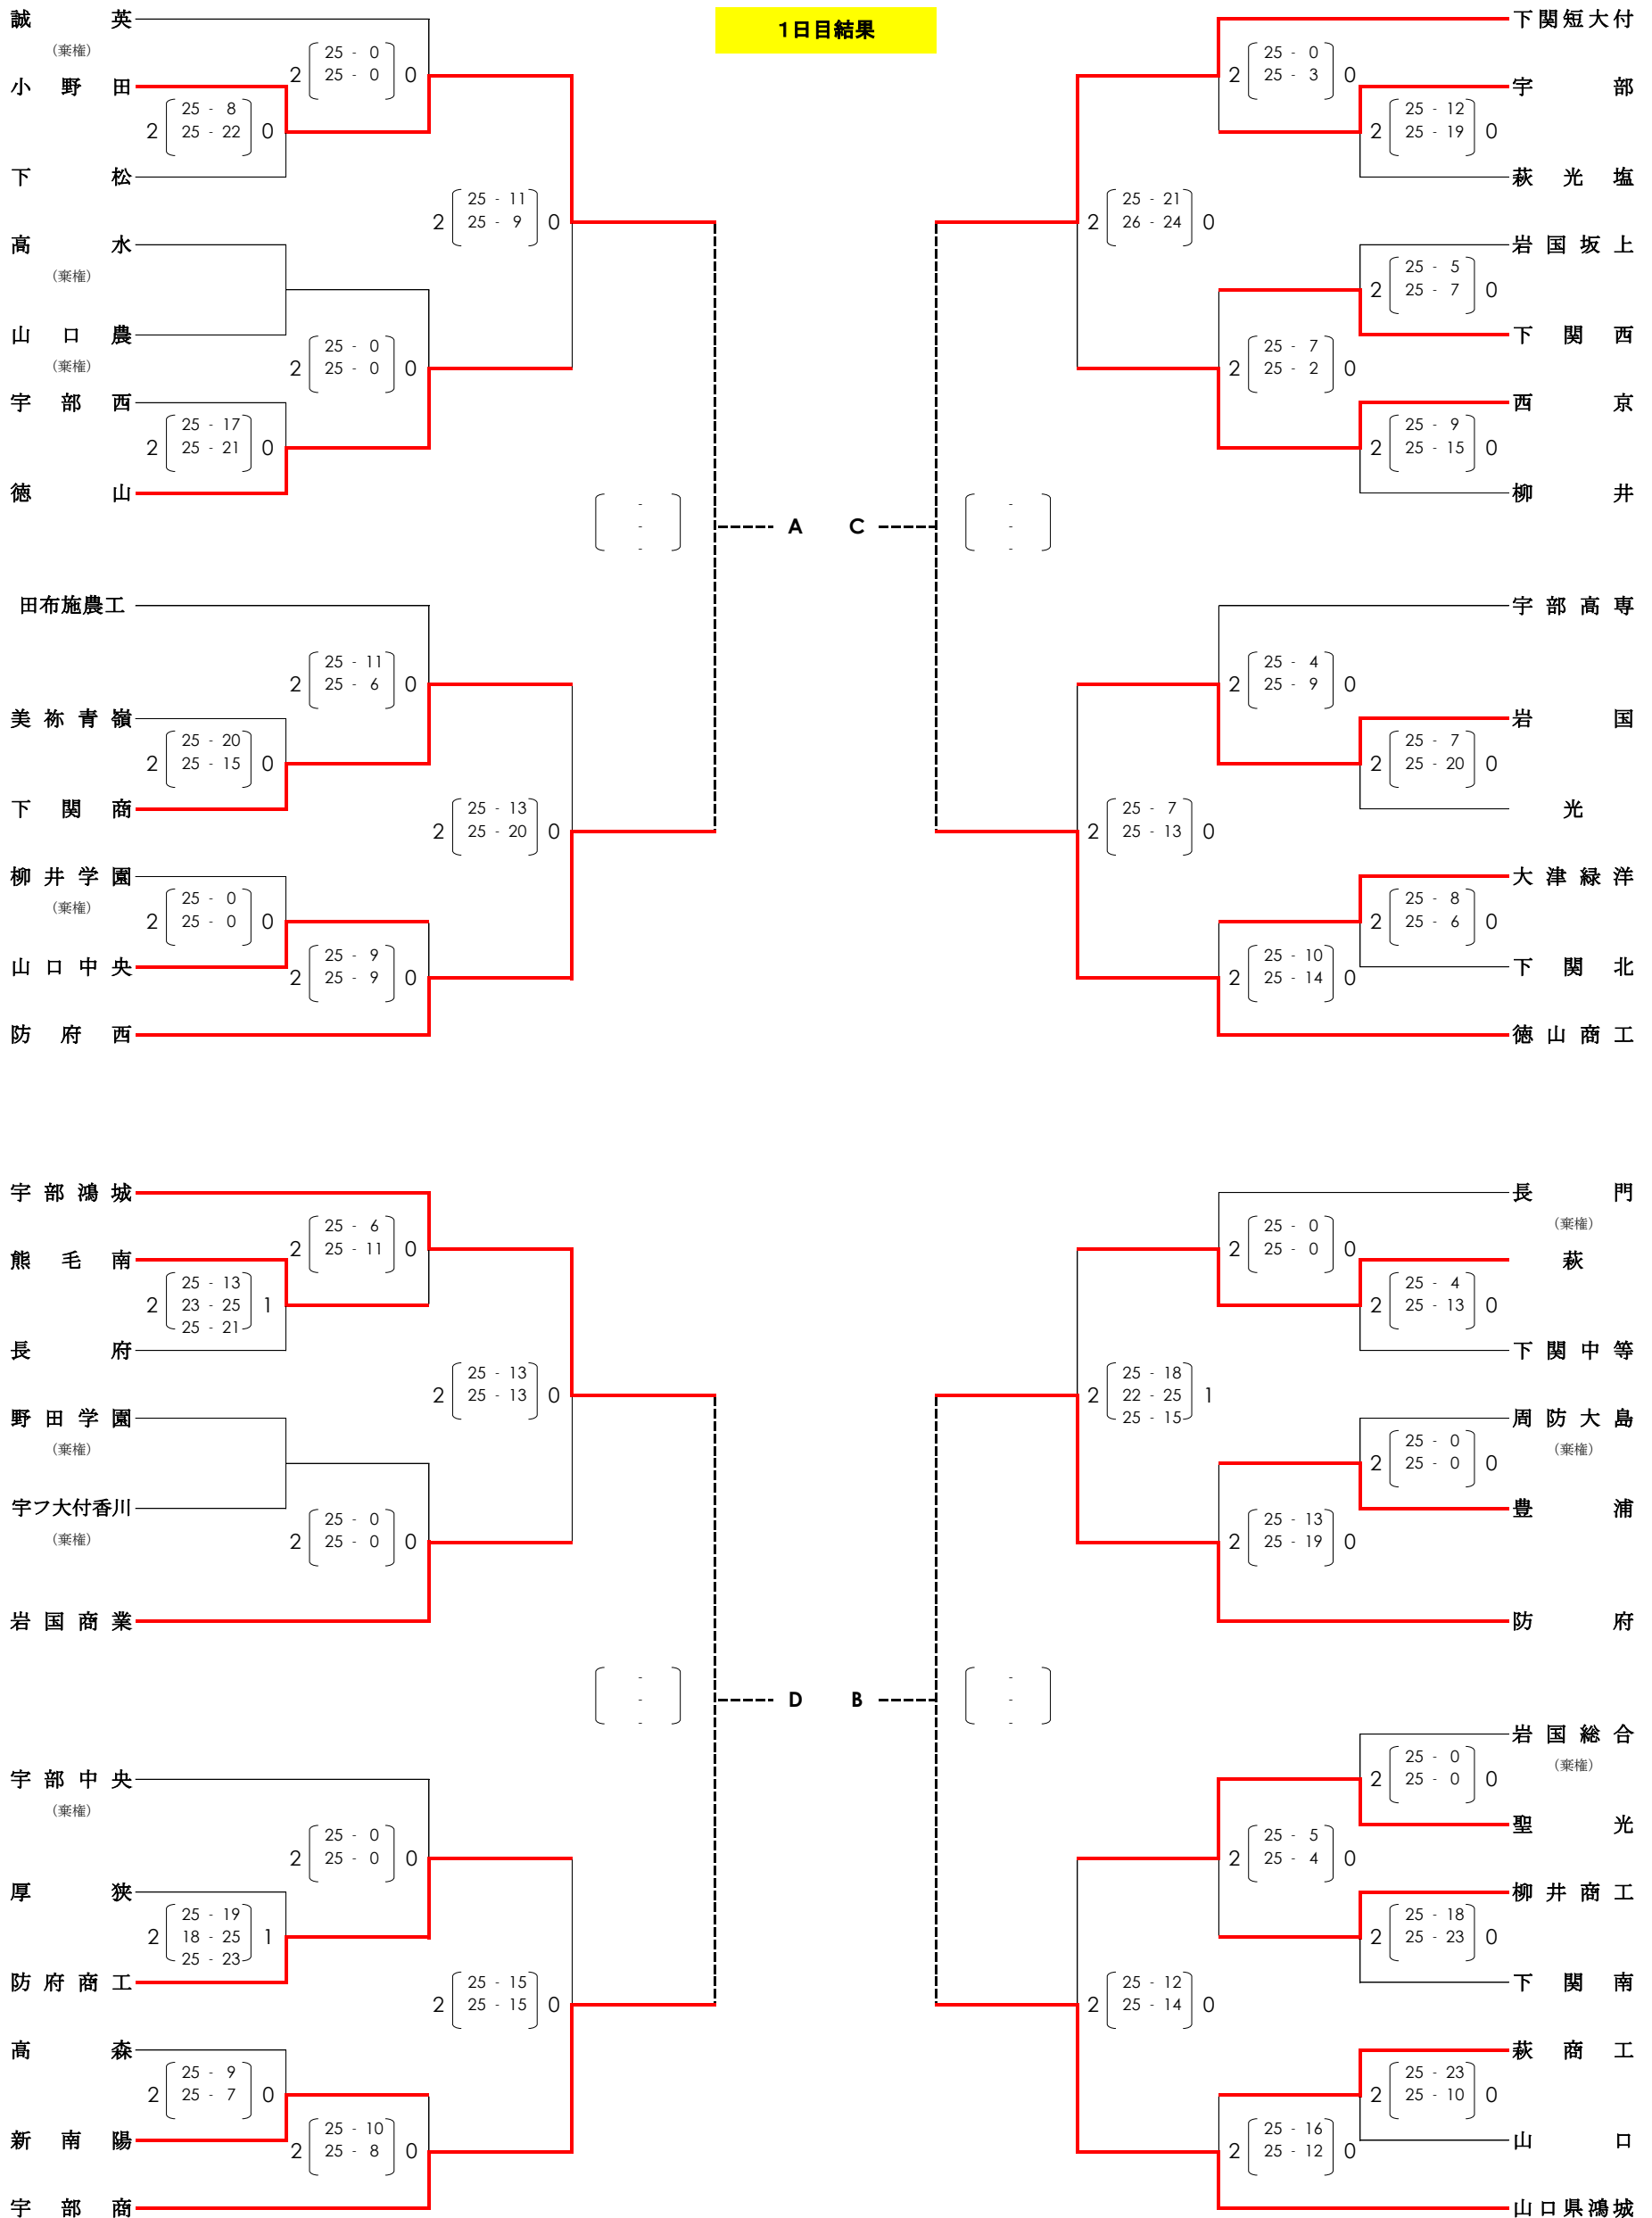 1日目結果
誠英
(棄権)
2 25 - 0 0
25 - 0
小野田
2 25 - 8 0
25 - 22
下松
2 25 - 11 0
25 - 9
高水
(棄権)
山口農
(棄権)
2 25 - 0 0
25 - 0
宇部西
2 25 - 17 0
25 - 21
徳山
-
- A
-
田布施農工
2 25 - 11 0
25 - 6
美祢青嶺
2 25 - 20 0
25 - 15
下関商
2 25 - 13 0
25 - 20
柳井学園
(棄権)
2 25 - 0 0
25 - 0
山口中央
2 25 - 9 0
25 - 9
防府西
宇部鴻城
2 25 - 6 0
25 - 11
熊毛南
2 25 - 13 1
23 - 25
25 - 21
長府
2 25 - 13 0
25 - 13
野田学園
(棄権)
宇フ大付香川
(棄権)
2 25 - 0 0
25 - 0
岩国商業
-
- D
-
宇部中央
(棄権)
2 25 - 0 0
25 - 0
厚狭
2 25 - 19 1
18 - 25
25 - 23
防府商工
2 25 - 15 0
25 - 15
高森
2 25 - 9 0
25 - 7
新南陽
2 25 - 10 0
25 - 8
宇部商
下関短大付
2 25 - 0 0
25 - 3
宇部
2 25 - 12 0
25 - 19
萩光塩
2 25 - 21 0
26 - 24
岩国坂上
2 25 - 5 0
25 - 7
下関西
2 25 - 7 0
25 - 2
西京
2 25 - 9 0
25 - 15
柳井
-
C -
-
宇部高専
2 25 - 4 0
25 - 9
岩国
2 25 - 7 0
25 - 20
光
2 25 - 7 0
25 - 13
大津緑洋
2 25 - 8 0
25 - 6
下関北
2 25 - 10 0
25 - 14
徳山商工
長門
(棄権)
2 25 - 0 0
25 - 0
萩
2 25 - 4 0
25 - 13
下関中等
2 25 - 18 1
22 - 25
25 - 15
周防大島
(棄権)
2 25 - 0 0
25 - 0
豊浦
2 25 - 13 0
25 - 19
防府
-
B -
-
岩国総合
(棄権)
2 25 - 0 0
25 - 0
聖光
2 25 - 5 0
25 - 4
柳井商工
2 25 - 18 0
25 - 23
下関南
2 25 - 12 0
25 - 14
萩商工
2 25 - 23 0
25 - 10
山口
2 25 - 16 0
25 - 12
山口県鴻城